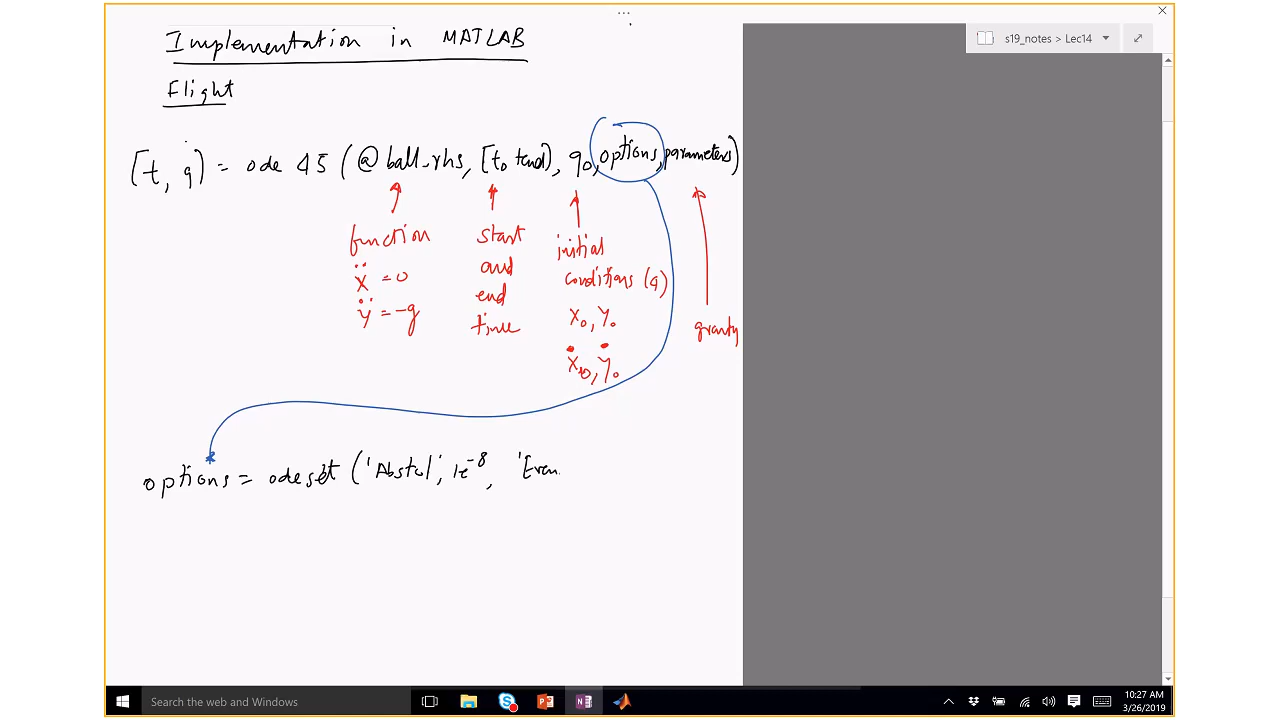 s19_notes > Lec14
Implementation in MATLAB
Flight
[t, q) = ode 45 (@ ball_rhs, [t0 tend), q0, options, parameters)
function
ẍ = 0
ÿ = -g
start
and
end
time
initial
conditions (4)
x0, y0
ẋ0, ẏ0
gravity
options = odeset ('Abstol', 1e-8, 'Even
Search the web and Windows
10:27 AM
3/26/2019